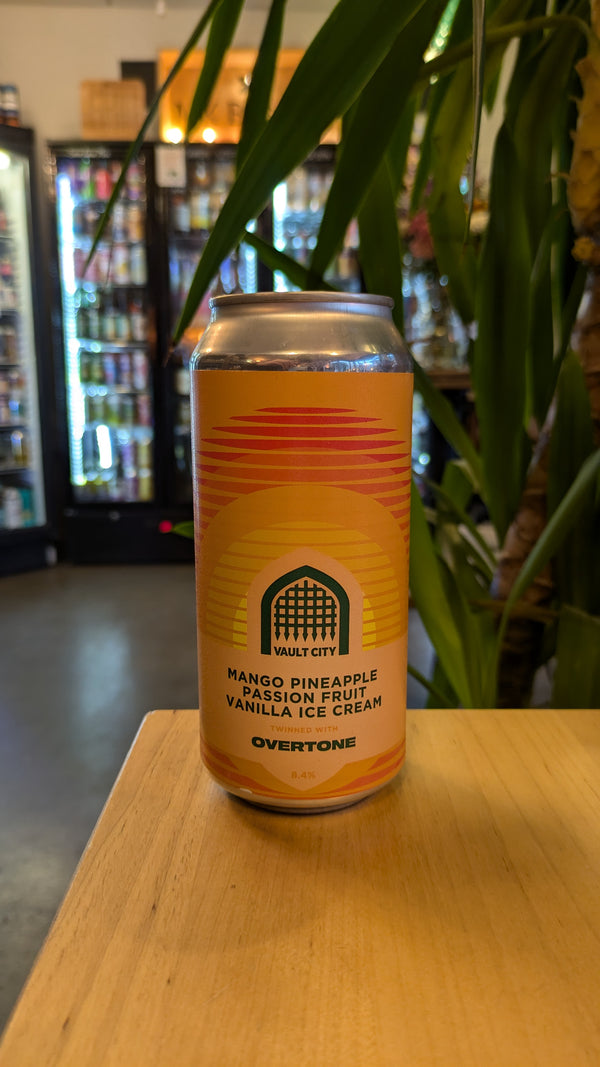 VAULT CITY
MANGO PINEAPPLE
PASSION FRUIT
VANILLA ICE CREAM
TWINNED WITH
OVERTONE
8.4%